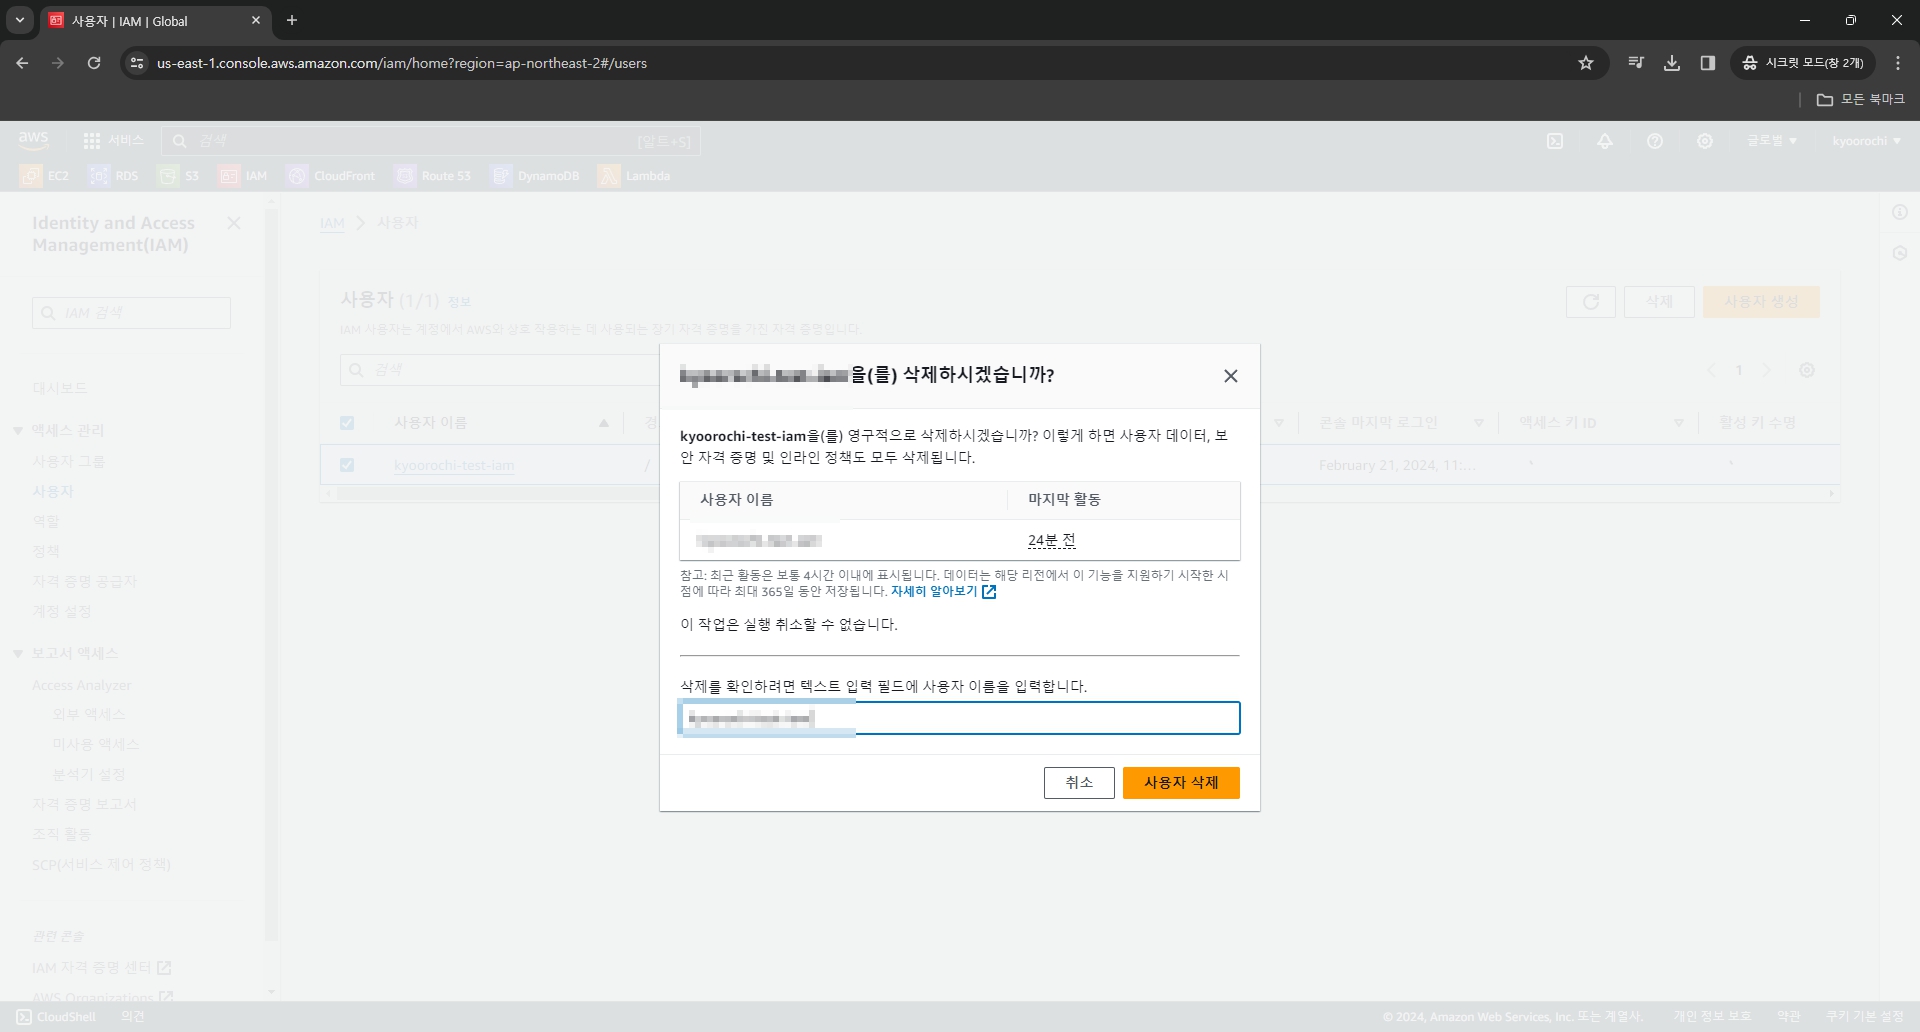 사용자 | IAM | Global
us-east-1.console.aws.amazon.com/iam/home?region=ap-northeast-2#/users
시크릿 모드(창 2개)
모든 북마크
aws
서비스
검색
[알트+S]
글로벌
kyoorochi
EC2
RDS
S3
IAM
CloudFront
Route 53
DynamoDB
Lambda
Identity and Access
Management(IAM)
IAM 검색
대시보드
액세스 관리
사용자 그룹
사용자
역할
정책
자격 증명 공급자
계정 설정
보고서 액세스
Access Analyzer
외부 액세스
미사용 액세스
분석기 설정
자격 증명 보고서
조직 활동
SCP(서비스 제어 정책)
관련 콘솔
IAM 자격 증명 센터
AWS Organizations
IAM
사용자
사용자 (1/1) 정보
IAM 사용자는 계정에서 AWS와 상호 작용하는 데 사용되는 장기 자격 증명을 가진 자격 증명입니다.
삭제
사용자 생성
검색
1
사용자 이름
콘솔 마지막 로그인
액세스 키 ID
활성 키 수명
kyoorochi-test-iam
/
February 21, 2024, 11:...
-
-
을(를) 삭제하시겠습니까?
kyoorochi-test-iam을(를) 영구적으로 삭제하시겠습니까? 이렇게 하면 사용자 데이터, 보
안 자격 증명 및 인라인 정책도 모두 삭제됩니다.
사용자 이름
마지막 활동
24분 전
참고: 최근 활동은 보통 4시간 이내에 표시됩니다. 데이터는 해당 리전에서 이 기능을 지원하기 시작한 시
점에 따라 최대 365일 동안 저장됩니다. 자세히 알아보기
이 작업은 실행 취소할 수 없습니다.
삭제를 확인하려면 텍스트 입력 필드에 사용자 이름을 입력합니다.
취소
사용자 삭제
CloudShell
의견
© 2024, Amazon Web Services, Inc. 또는 계열사.
개인 정보 보호
약관
쿠키 기본 설정